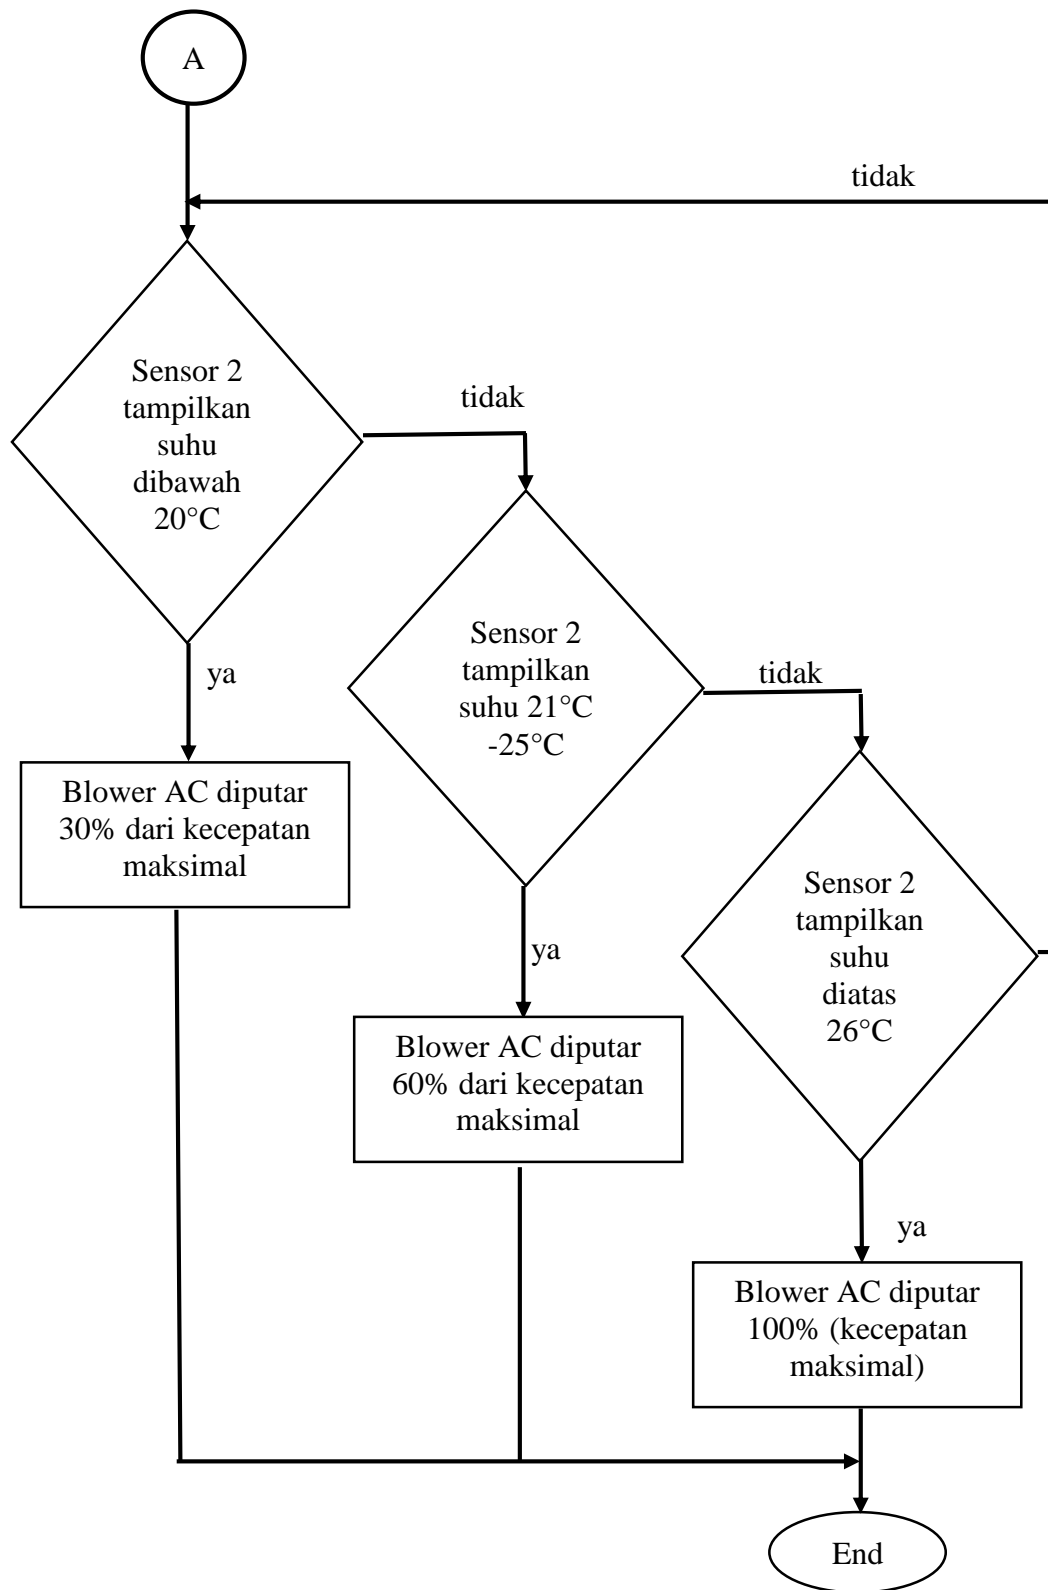 A
tidak
Sensor 2
tampilkan
suhu
dibawah
20°C
tidak
ya
Sensor 2
tampilkan
suhu 21°C
-25°C
tidak
Blower AC diputar
30% dari kecepatan
maksimal
ya
Sensor 2
tampilkan
suhu
diatas
26°C
Blower AC diputar
60% dari kecepatan
maksimal
ya
Blower AC diputar
100% (kecepatan
maksimal)
End